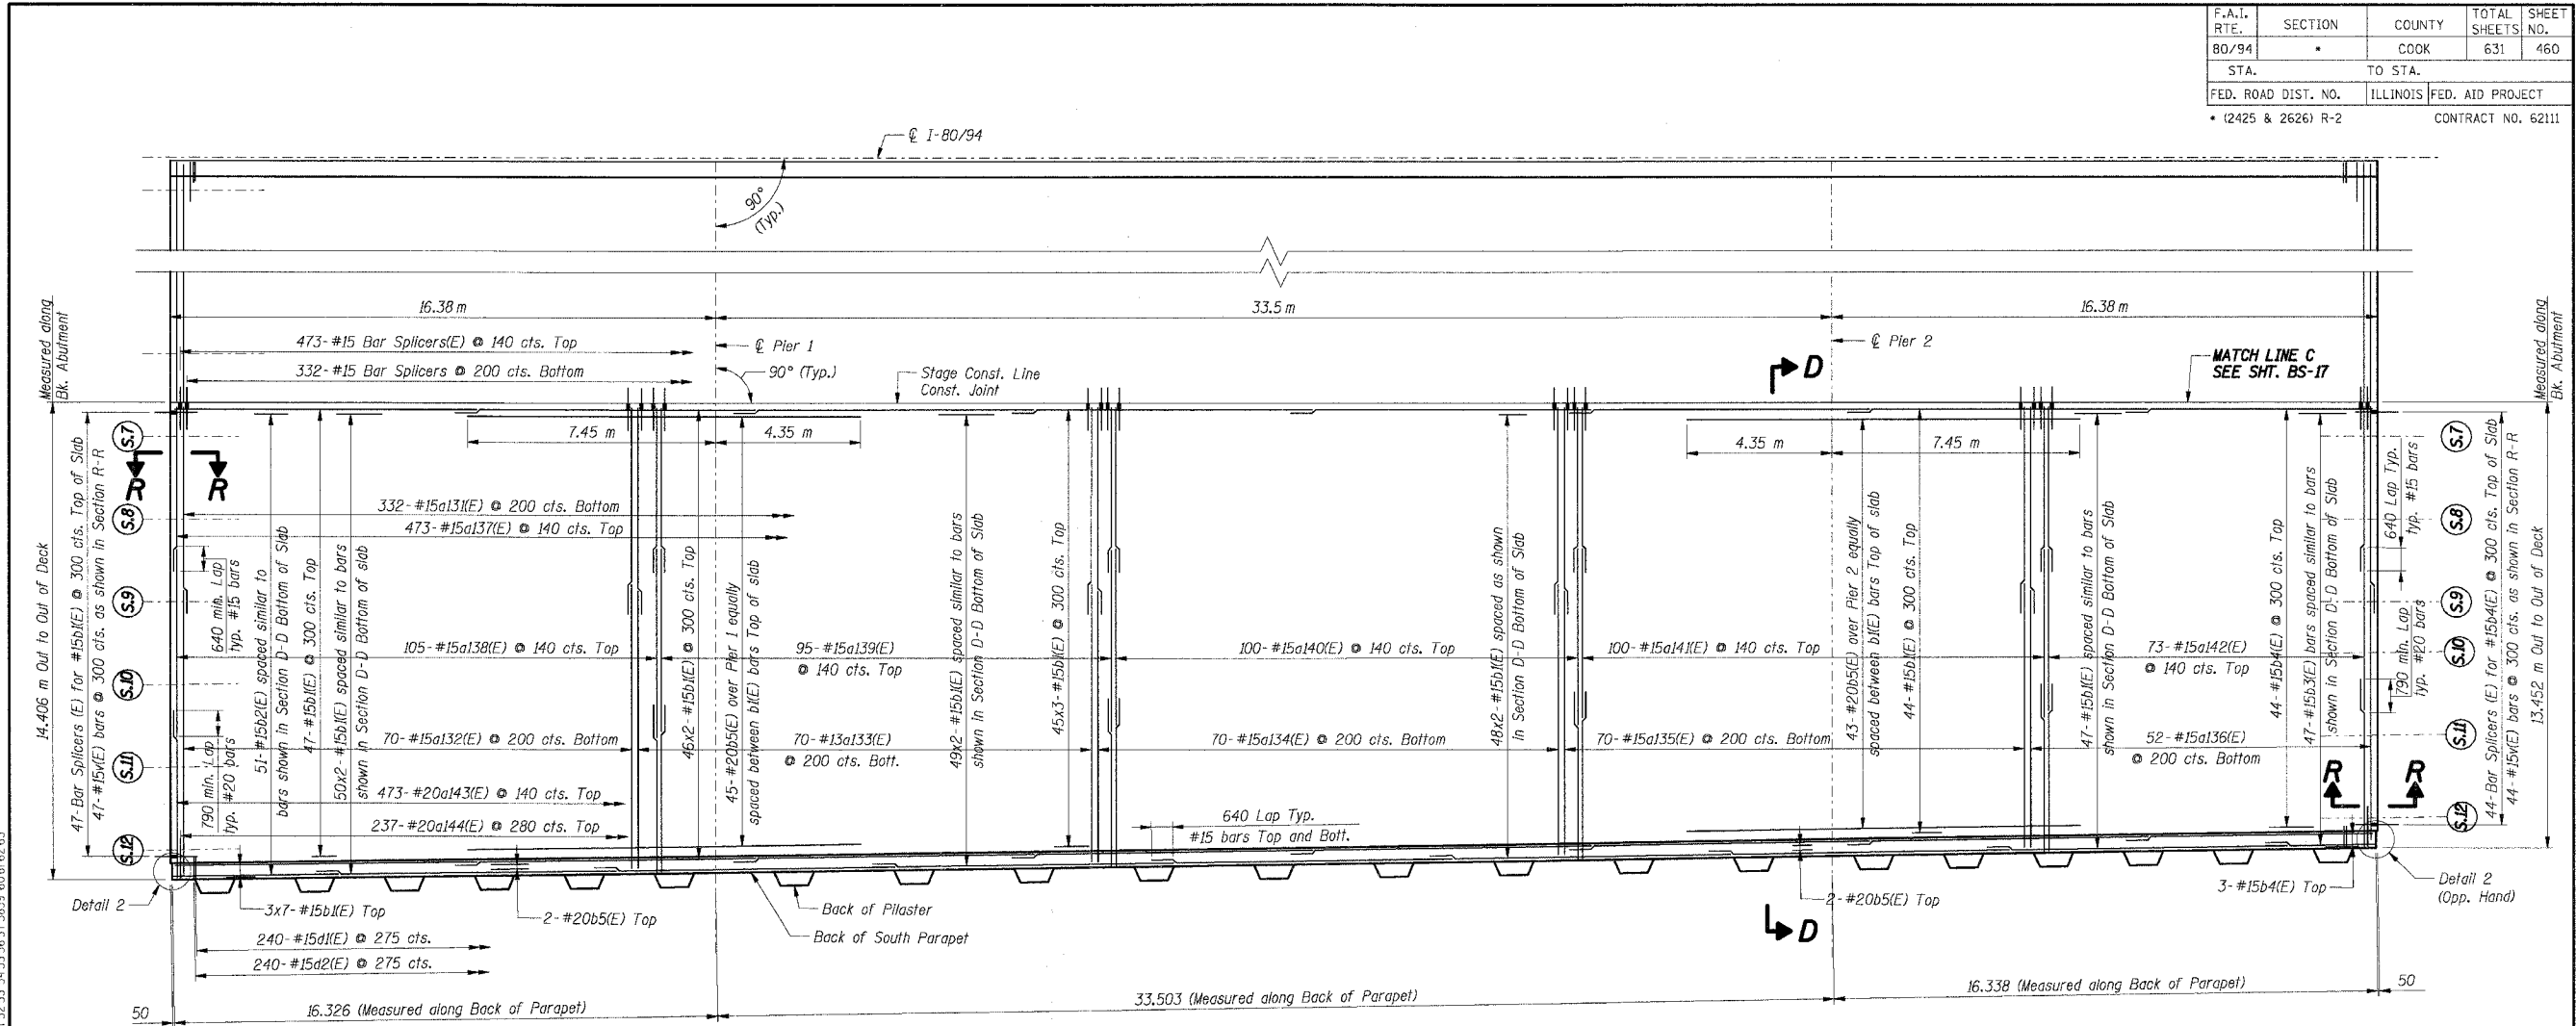 F.A.I. RTE.
SECTION
COUNTY
TOTAL SHEETS
SHEET NO.
80/94
*
COOK
631
460
STA.
TO STA.
FED. ROAD DIST. NO.
ILLINOIS
FED. AID PROJECT
* (2425 & 2626) R-2
CONTRACT NO. 62111
℄ I-80/94
90°
(Typ.)
16.38 m
33.5 m
16.38 m
Measured along
Bk. Abutment
473-#15 Bar Splicers(E) @ 140 cts. Top
332-#15 Bar Splicers @ 200 cts. Bottom
℄ Pier 1
90° (Typ.)
Stage Const. Line
Const. Joint
℄ Pier 2
D
MATCH LINE C
SEE SHT. BS-17
Measured along
Bk. Abutment
7.45 m
4.35 m
4.35 m
7.45 m
14.406 m Out to Out of Deck
47-Bar Splicers (E) for #15b1(E) @ 300 cts. Top of Slab
47-#15v(E) bars @ 300 cts. as shown in Section R-R
S.7
S.8
S.9
S.10
S.11
S.12
R
R
640 min. Lap
typ. #15 bars
790 min. Lap
typ. #20 bars
51-#15b2(E) spaced similar to
bars shown in Section D-D Bottom of Slab
47-#15b1(E) @ 300 cts. Top
50x2-#15b1(E) spaced similar to bars
shown in Section D-D Bottom of slab
332-#15a131(E) @ 200 cts. Bottom
473-#15a137(E) @ 140 cts. Top
105-#15a138(E) @ 140 cts. Top
70-#15a132(E) @ 200 cts. Bottom
473-#20a143(E) @ 140 cts. Top
237-#20a144(E) @ 280 cts. Top
46x2-#15b1(E) @ 300 cts. Top
45-#20b5(E) over Pier 1 equally
spaced between b1(E) bars Top of slab
95-#15a139(E)
@ 140 cts. Top
70-#13a133(E)
@ 200 cts. Bott.
49x2-#15b1(E) spaced similar to bars
shown in Section D-D Bottom of Slab
45x3-#15b1(E) @ 300 cts. Top
100-#15a140(E) @ 140 cts. Top
70-#15a134(E) @ 200 cts. Bottom
640 Lap Typ.
#15 bars Top and Bott.
48x2-#15b1(E) spaced as shown
in Section D-D Bottom of Slab
100-#15a141(E) @ 140 cts. Top
70-#15a135(E) @ 200 cts. Bottom
43-#20b5(E) over Pier 2 equally
spaced between b1(E) bars Top of slab
44-#15b1(E) @ 300 cts. Top
47-#15b1(E) spaced similar to bars
shown in Section D-D Bottom of Slab
73-#15a142(E)
@ 140 cts. Top
52-#15a136(E)
@ 200 cts. Bottom
44-#15b4(E) @ 300 cts. Top
47-#15b3(E) bars spaced similar to bars
shown in Section D-D Bottom of Slab
640 Lap Typ.
typ. #15 bars
790 min. Lap
typ. #20 bars
R
R
S.7
S.8
S.9
S.10
S.11
S.12
44-Bar Splicers (E) for #15b4(E) @ 300 cts. Top of Slab
44-#15v(E) bars @ 300 cts. as shown in Section R-R
13.452 m Out to Out of Deck
Detail 2
3x7-#15b1(E) Top
2-#20b5(E) Top
Back of Pilaster
Back of South Parapet
2-#20b5(E) Top
3-#15b4(E) Top
Detail 2
(Opp. Hand)
240-#15d1(E) @ 275 cts.
240-#15d2(E) @ 275 cts.
D
50
16.326 (Measured along Back of Parapet)
33.503 (Measured along Back of Parapet)
16.338 (Measured along Back of Parapet)
50